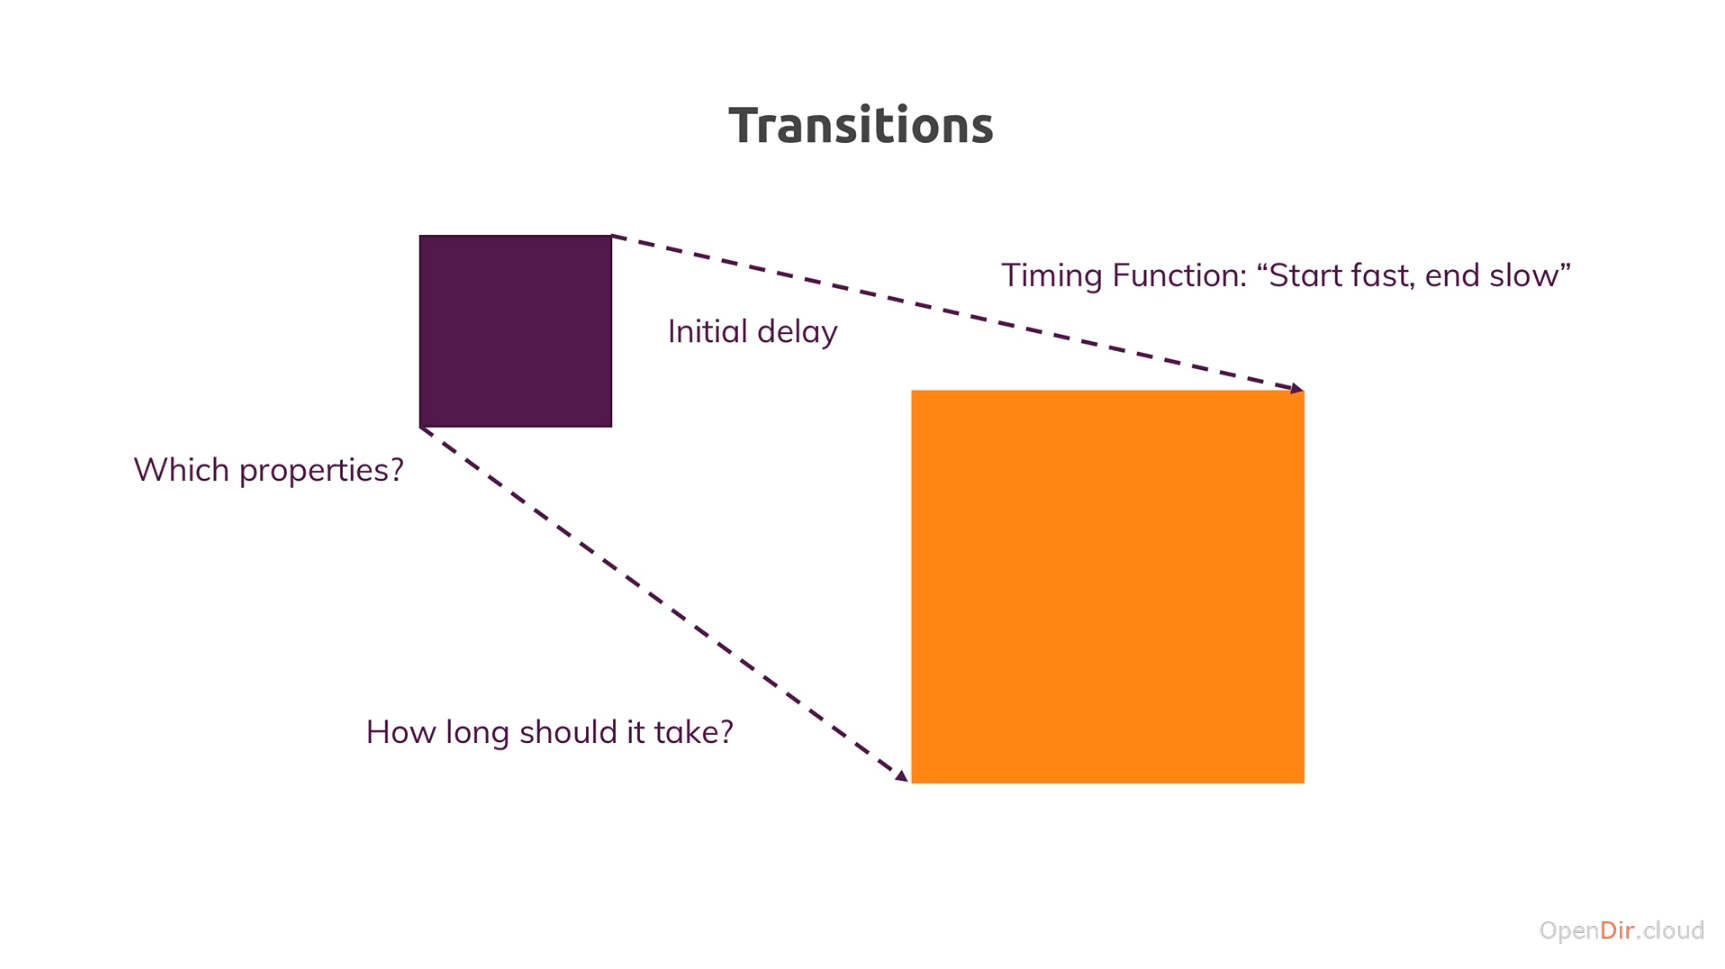 Transitions
Timing Function: “Start fast, end slow”
Initial delay
Which properties?
How long should it take?
OpenDir.cloud